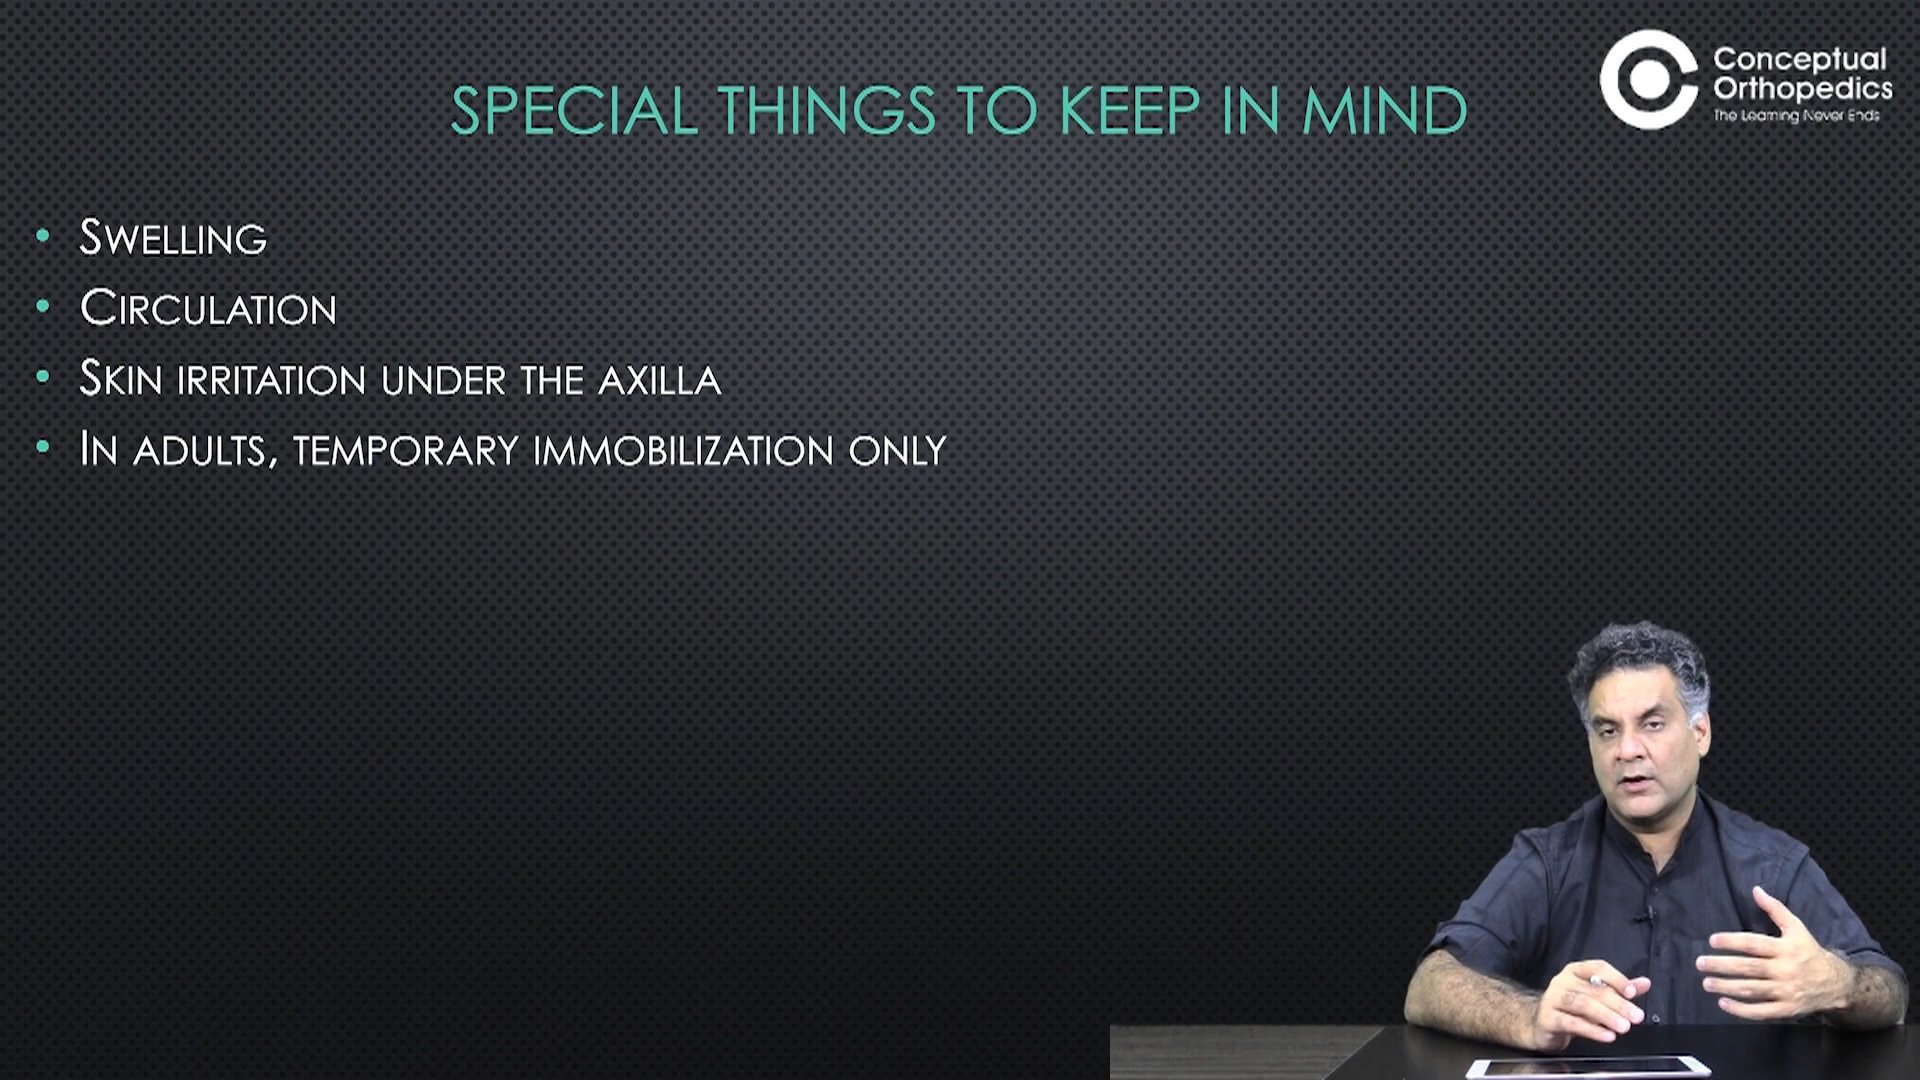 Conceptual
Orthopedics
The Learning Never Ends
SPECIAL THINGS TO KEEP IN MIND
• SWELLING
• CIRCULATION
• SKIN IRRITATION UNDER THE AXILLA
• IN ADULTS, TEMPORARY IMMOBILIZATION ONLY